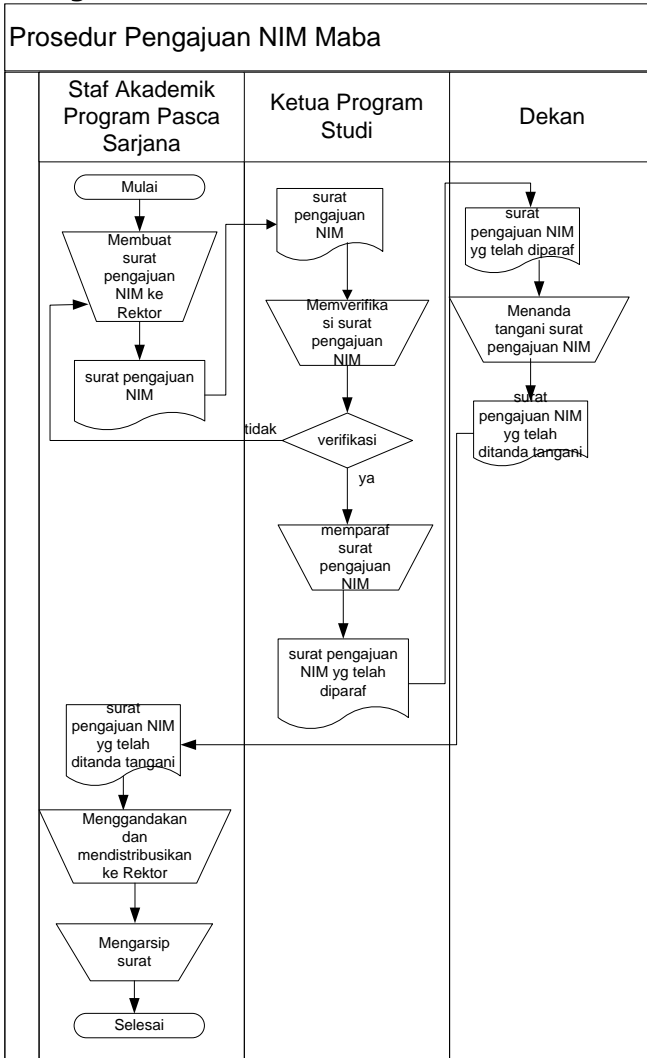 Prosedur Pengajuan NIM Maba
Staf Akademik
Program Pasca
Sarjana
Ketua Program
Studi
Dekan
Mulai
Membuat
surat
pengajuan
NIM ke
Rektor
surat pengajuan
NIM
surat
pengajuan
NIM
Memverifika
si surat
pengajuan
NIM
verifikasi
tidak
ya
memparaf
surat
pengajuan
NIM
surat pengajuan
NIM yg telah
diparaf
surat
pengajuan NIM
yg telah diparaf
Menanda
tangani surat
pengajuan NIM
surat
pengajuan NIM
yg telah
ditanda tangani
surat
pengajuan NIM
yg telah
ditanda tangani
Menggandakan
dan
mendistribusikan
ke Rektor
Mengarsip
surat
Selesai